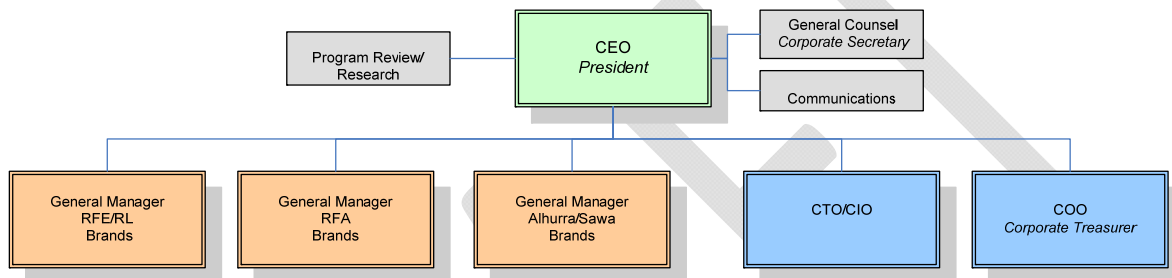 CEO
President
Program Review/
Research
General Counsel
Corporate Secretary
Communications
General Manager
RFE/RL
Brands
General Manager
RFA
Brands
General Manager
Alhurra/Sawa
Brands
CTO/CIO
COO
Corporate Treasurer